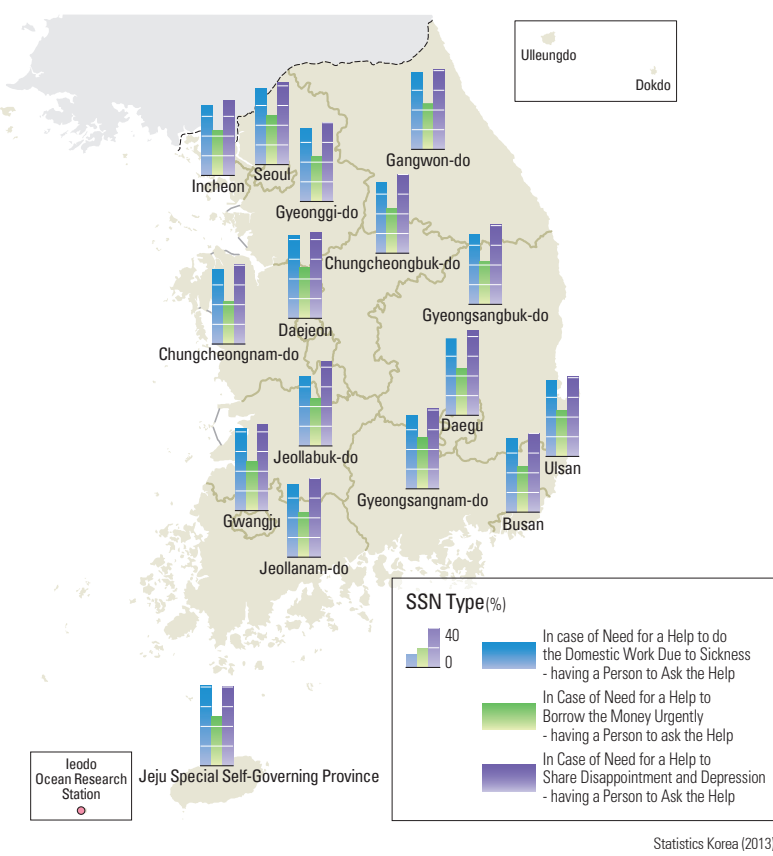 Ulleungdo
Dokdo
Gangwon-do
Seoul
Incheon
Gyeonggi-do
Chungcheongbuk-do
Gyeongsangbuk-do
Daejeon
Chungcheongnam-do
Daegu
Jeollabuk-do
Ulsan
Gyeongsangnam-do
Gwangju
Busan
Jeollanam-do
SSN Type(%)
40
0
In case of Need for a Help to do
the Domestic Work Due to Sickness
- having a Person to Ask the Help
In Case of Need for a Help to
Borrow the Money Urgently
- having a Person to ask the Help
In Case of Need for a Help to
Share Disappointment and Depression
- having a Person to Ask the Help
Ieodo
Ocean Research
Station
Jeju Special Self-Governing Province
Statistics Korea (2013)